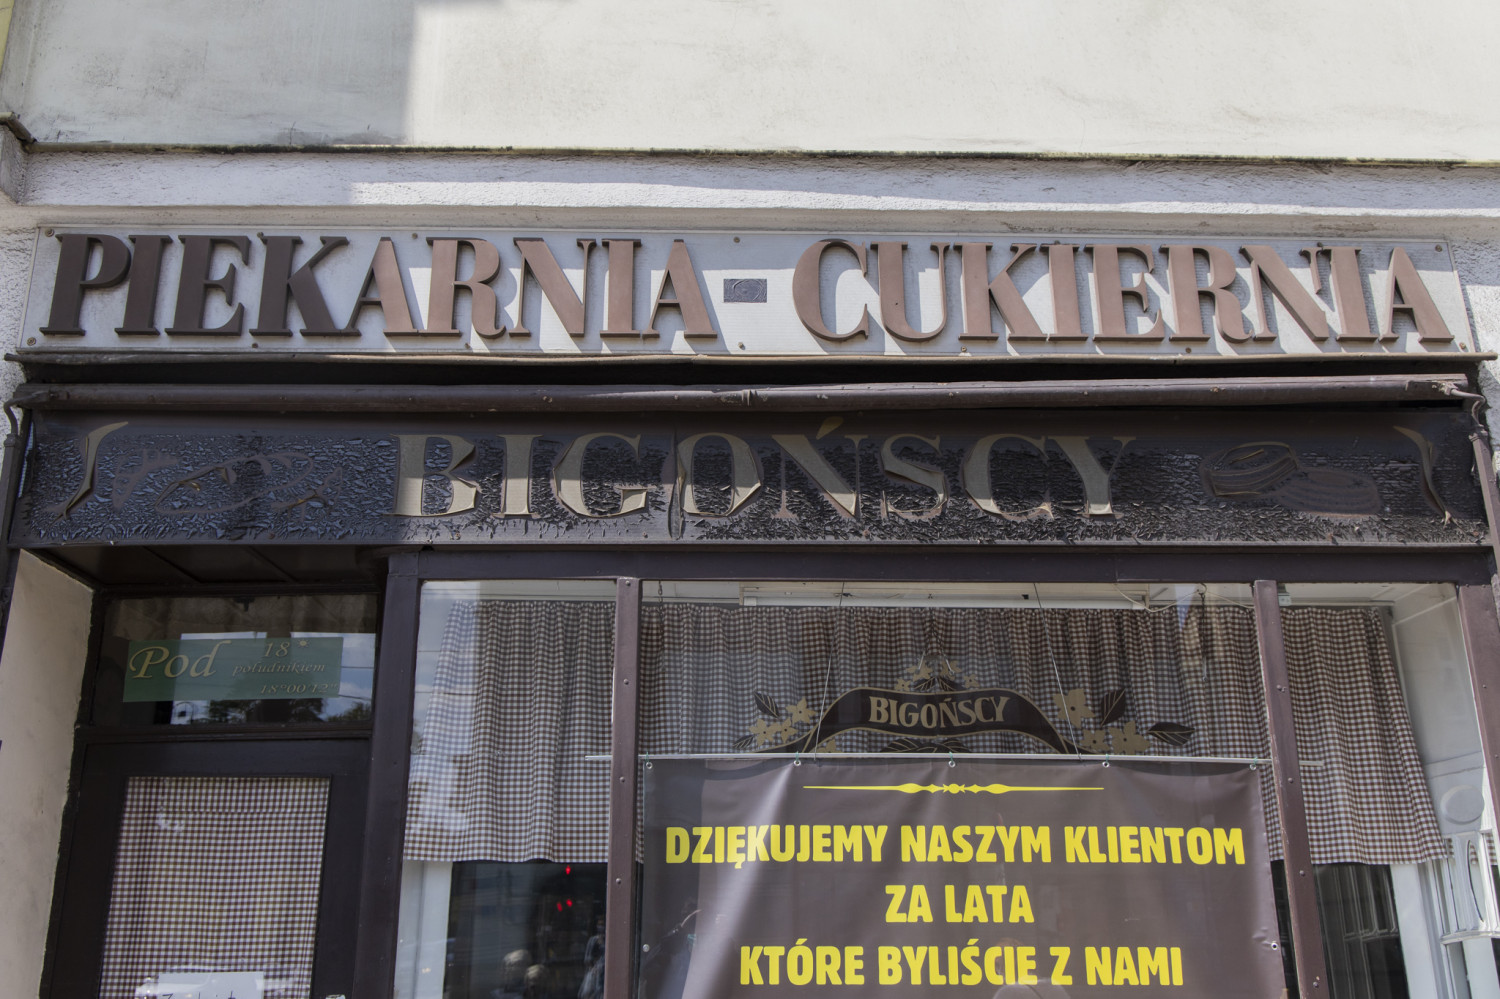 PIEKARNIA - CUKIERNIA
BIGOŃSCY
Pod 18*
południkiem
BIGOŃSCY
DZIĘKUJEMY NASZYM KLIENTOM
ZA LATA
KTÓRE BYLIŚCIE Z NAMI